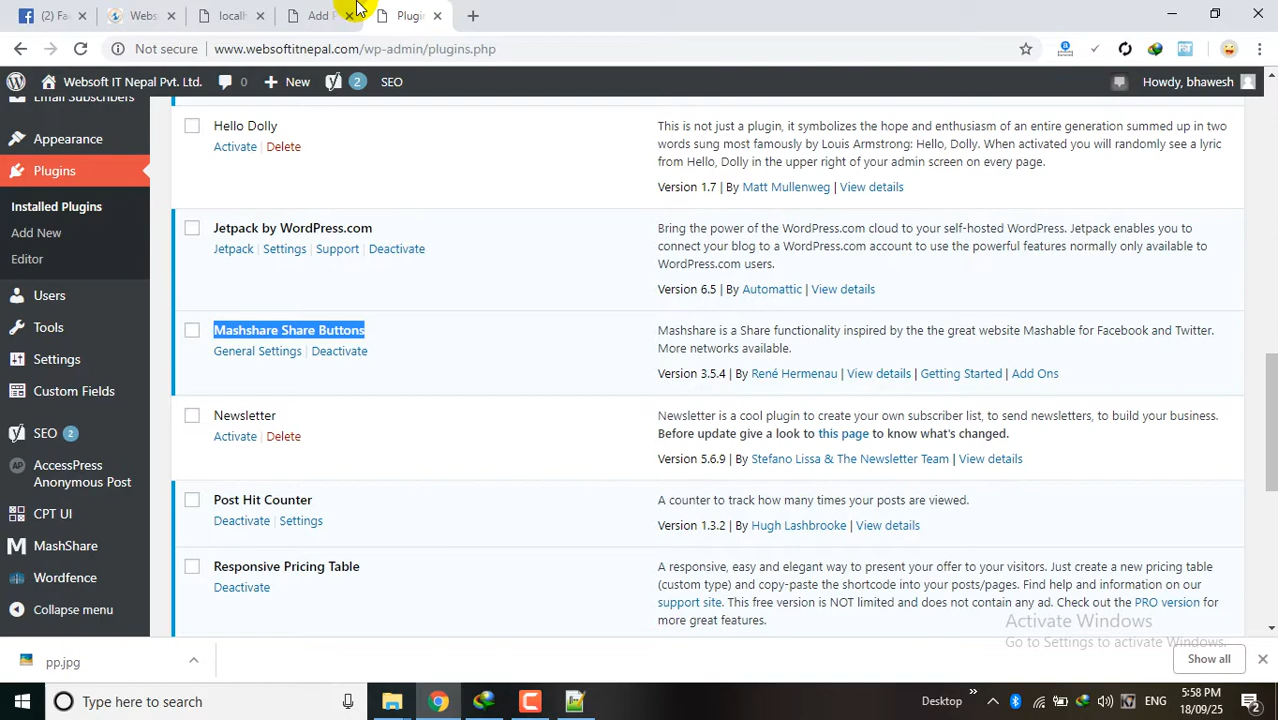 (2) Fa
Webs
localh
Add P
Plugin
Not secure
www.websoftitnepal.com/wp-admin/plugins.php
Websoft IT Nepal Pvt. Ltd.
0
New
2
SEO
Howdy, bhawesh
Email Subscribers
Appearance
Plugins
Installed Plugins
Add New
Editor
Users
Tools
Settings
Custom Fields
SEO 2
AccessPress
Anonymous Post
CPT UI
MashShare
Wordfence
Collapse menu
Hello Dolly
Activate | Delete
This is not just a plugin, it symbolizes the hope and enthusiasm of an entire generation summed up in two
words sung most famously by Louis Armstrong: Hello, Dolly. When activated you will randomly see a lyric
from Hello, Dolly in the upper right of your admin screen on every page.
Version 1.7 | By Matt Mullenweg | View details
Jetpack by WordPress.com
Jetpack | Settings | Support | Deactivate
Bring the power of the WordPress.com cloud to your self-hosted WordPress. Jetpack enables you to
connect your blog to a WordPress.com account to use the powerful features normally only available to
WordPress.com users.
Version 6.5 | By Automattic | View details
Mashshare Share Buttons
General Settings | Deactivate
Mashshare is a Share functionality inspired by the the great website Mashable for Facebook and Twitter.
More networks available.
Version 3.5.4 | By René Hermenau | View details | Getting Started | Add Ons
Newsletter
Activate | Delete
Newsletter is a cool plugin to create your own subscriber list, to send newsletters, to build your business.
Before update give a look to this page to know what's changed.
Version 5.6.9 | By Stefano Lissa & The Newsletter Team | View details
Post Hit Counter
Deactivate | Settings
A counter to track how many times your posts are viewed.
Version 1.3.2 | By Hugh Lashbrooke | View details
Responsive Pricing Table
Deactivate
A responsive, easy and elegant way to present your offer to your visitors. Just create a new pricing table
(custom type) and copy-paste the shortcode into your posts/pages. Find help and information on our
support site. This free version is NOT limited and does not contain any ad. Check out the PRO version for
more great features.
Activate Windows
Go to Settings to activate Windows.
pp.jpg
Show all
Type here to search
Desktop
ENG
5:58 PM
18/09/25
2